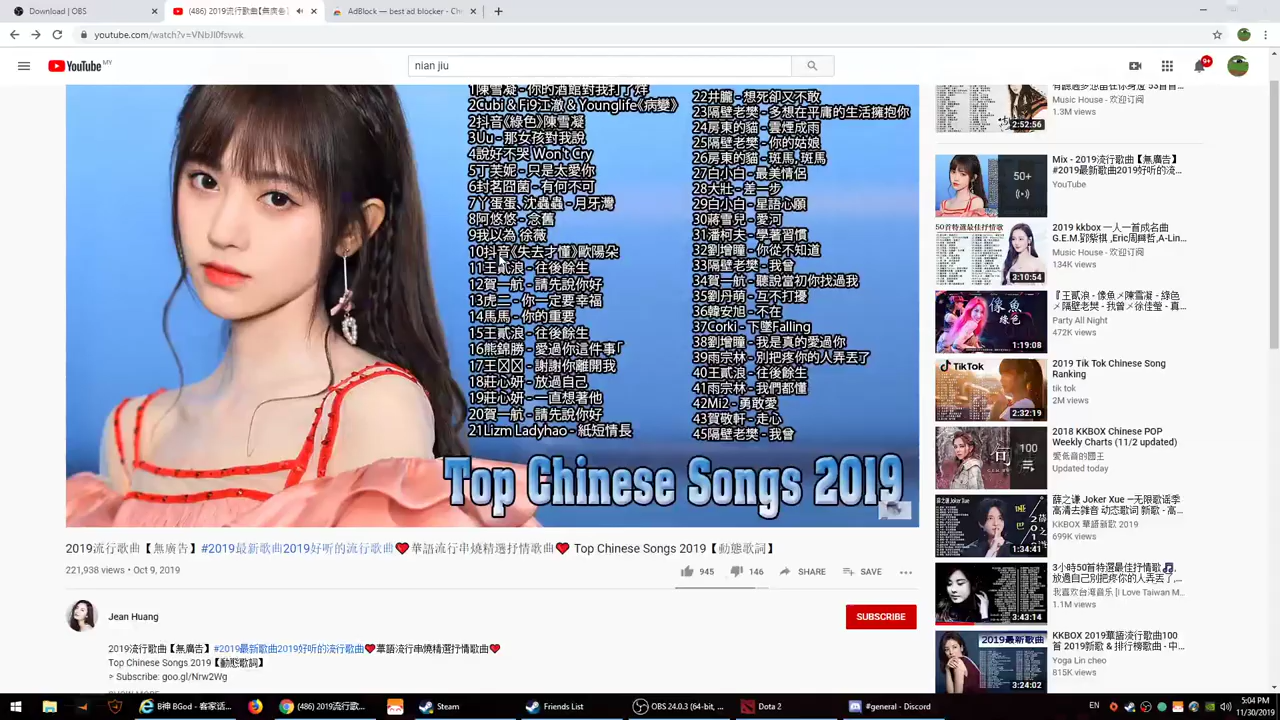 Download | OBS
(486) 2019流行歌曲【無廣告】
AdBlock — best ad blocker - Ch
youtube.com/watch?v=VNbJI0fsvwk
YouTube MY
nian jiu
9+
1陳雪凝 - 你的酒館對我打了烊
2Cubi & Fi9江澈 & Younglife《病變》
2抖音《綠色》陳雪凝
3Uu - 那女孩對我說
4說好不哭 Won't Cry
5丁芙妮 - 只是太愛你
6封茗囧菌 - 有何不可
7丫蛋蛋、沈蟲蟲 - 月牙灣
8阿悠悠 - 念舊
9我以為 徐薇
10抖音《失去才懂》歐陽朵
11王貳浪 - 往後餘生
12賀一航 - 請先說你好
13虎二 - 你一定要幸福
14馬馬 - 你的重要
15王貳浪 - 往後餘生
16熊錦勝 - 愛過你這件事「
17王 - 謝謝你離開我
18莊心妍 - 放過自己
19莊心妍 - 一直想著他
20賀一航 - 請先說你好
21Lizm Ladyhao - 紙短情長
22井朧 - 想死卻又不敢
23隔壁老樊 - 多想在平庸的生活擁抱你
24房東的貓 - 雲煙成雨
25隔壁老樊 - 你的姑娘
26房東的貓 - 斑馬, 斑馬
27白小白 - 最美情侶
28大壯 - 差一步
29白小白 - 星語心願
30蔣雪兒 - 愛河
31潘柯夫 - 學著習慣
32劉增瞳 - 你從不知道
33隔壁老樊 - 我曾
34賀一航 - 聽說當初你找過我
35劉丹萌 - 互不打擾
36韓安旭 - 不在
37Corki - 下墜Falling
38劉增瞳 - 我是真的愛過你
39雨宗林 - 別把疼你的人弄丟了
40王貳浪 - 往後餘生
41雨宗林 - 我們都懂
42Mi2 - 勇敢愛
43賀敬軒 - 走心
45隔壁老樊 - 我曾
Top Chinese Songs 2019
2019流行歌曲【無廣告】#2019最新歌曲2019好听的流行歌曲❤️華語流行串燒精選抒情歌曲❤️ Top Chinese Songs 2019【動態歌詞】
221,938 views • Oct 9, 2019
945
146
SHARE
SAVE
Jean Huang
SUBSCRIBE
2019流行歌曲【無廣告】#2019最新歌曲2019好听的流行歌曲❤️華語流行串燒精選抒情歌曲❤️
Top Chinese Songs 2019【動態歌詞】
> Subscribe: goo.gl/Nrw2Wg
SHOW MORE
Music House - 欢迎订阅
1.3M views
2:52:56
Mix - 2019流行歌曲【無廣告】
#2019最新歌曲2019好听的流...
YouTube
50+
2019 kkbox 一人一首成名曲
G.E.M.邓紫棋 ,Eric周興哲,A-Lin...
Music House - 欢迎订阅
134K views
3:10:54
『王貳浪 - 像魚ㄨ陳雪凝 - 綠色
ㄨ隔壁老樊 - 我曾ㄨ徐佳瑩 - 真...
Party All Night
472K views
像魚
綠色
1:19:08
2019 Tik Tok Chinese Song
Ranking
tik tok
2M views
TikTok
2:32:19
2018 KKBOX Chinese POP
Weekly Charts (11/2 updated)
愛低音的國王
Updated today
100
薛之谦 Joker Xue
KKBOX 華語新歌 2019
699K views
1:34:41
3小時50首特選最佳抒情歌🎵,
放過自己別把疼你的人弄丟了,...
我喜欢台湾音乐 [I Love Taiwan M...
1.1M views
3:43:14
KKBOX 2019華語流行歌曲100
首 2019新歌 & 排行榜歌曲 - 中...
Yoga Lin cheo
815K views
2019最新歌曲
3:24:02
Steam
Friends List
OBS 24.0.3 (64-bit, ...
Dota 2
#general - Discord
EN
5:04 PM
11/30/2019